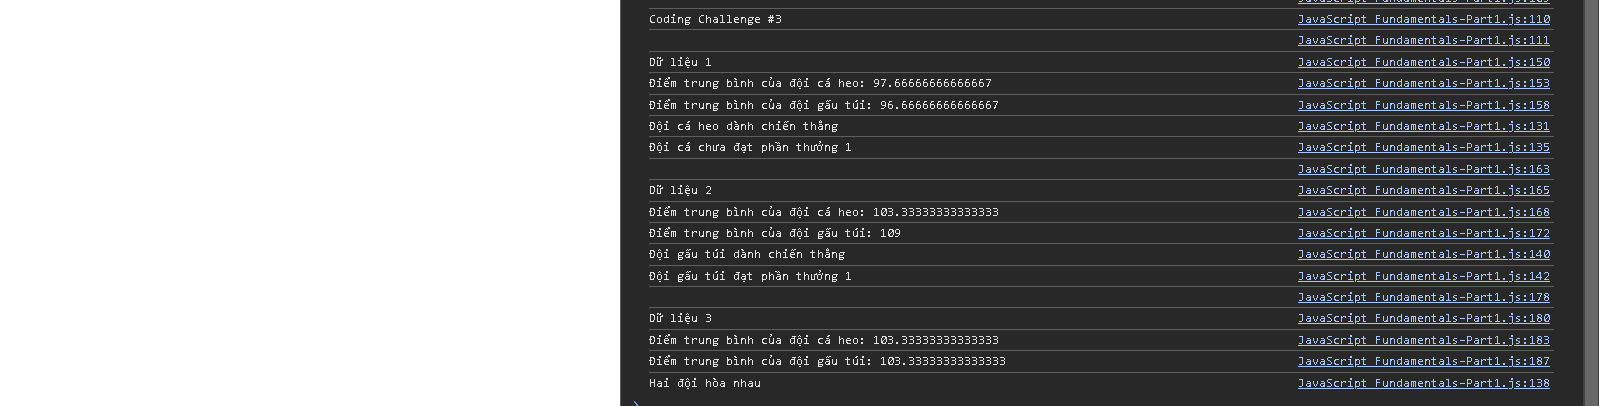 Coding Challenge #3 JavaScript Fundamentals-Part1.js:110
JavaScript Fundamentals-Part1.js:111
Dữ liệu 1 JavaScript Fundamentals-Part1.js:150
Điểm trung bình của đội cá heo: 97.66666666666667 JavaScript Fundamentals-Part1.js:153
Điểm trung bình của đội gấu túi: 96.66666666666667 JavaScript Fundamentals-Part1.js:158
Đội cá heo dành chiến thắng JavaScript Fundamentals-Part1.js:131
Đội cá chưa đạt phần thưởng 1 JavaScript Fundamentals-Part1.js:135
JavaScript Fundamentals-Part1.js:163
Dữ liệu 2 JavaScript Fundamentals-Part1.js:165
Điểm trung bình của đội cá heo: 103.33333333333333 JavaScript Fundamentals-Part1.js:168
Điểm trung bình của đội gấu túi: 109 JavaScript Fundamentals-Part1.js:172
Đội gấu túi dành chiến thắng JavaScript Fundamentals-Part1.js:140
Đội gấu túi đạt phần thưởng 1 JavaScript Fundamentals-Part1.js:142
JavaScript Fundamentals-Part1.js:178
Dữ liệu 3 JavaScript Fundamentals-Part1.js:180
Điểm trung bình của đội cá heo: 103.33333333333333 JavaScript Fundamentals-Part1.js:183
Điểm trung bình của đội gấu túi: 103.33333333333333 JavaScript Fundamentals-Part1.js:187
Hai đội hòa nhau JavaScript Fundamentals-Part1.js:138